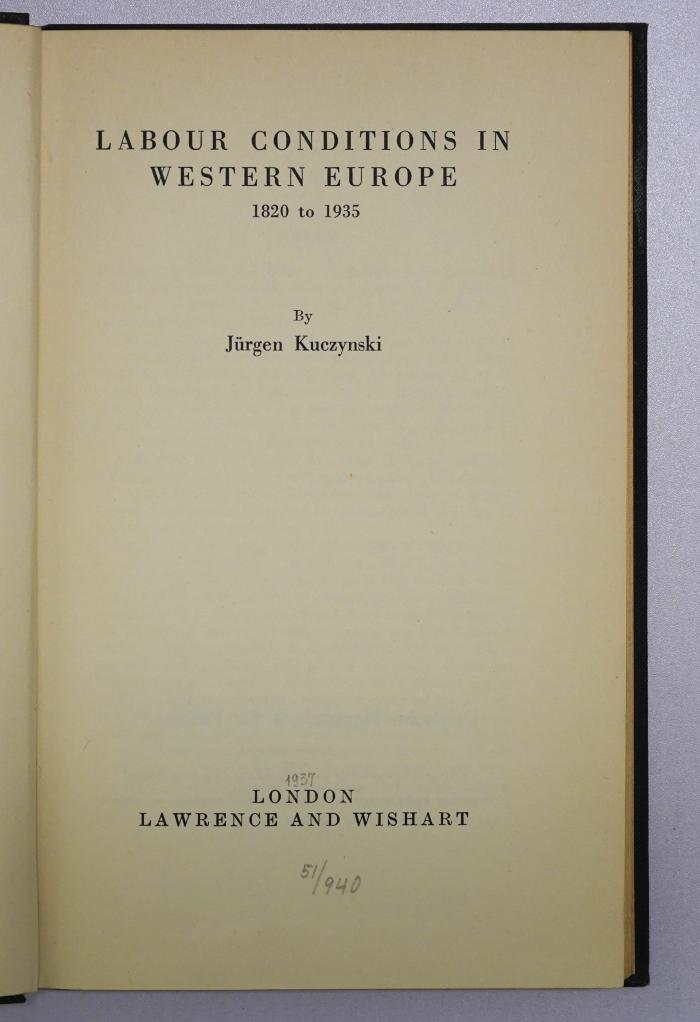 LABOUR CONDITIONS IN
WESTERN EUROPE
1820 to 1935
By
Jürgen Kuczynski
1937
LONDON
LAWRENCE AND WISHART
51/940